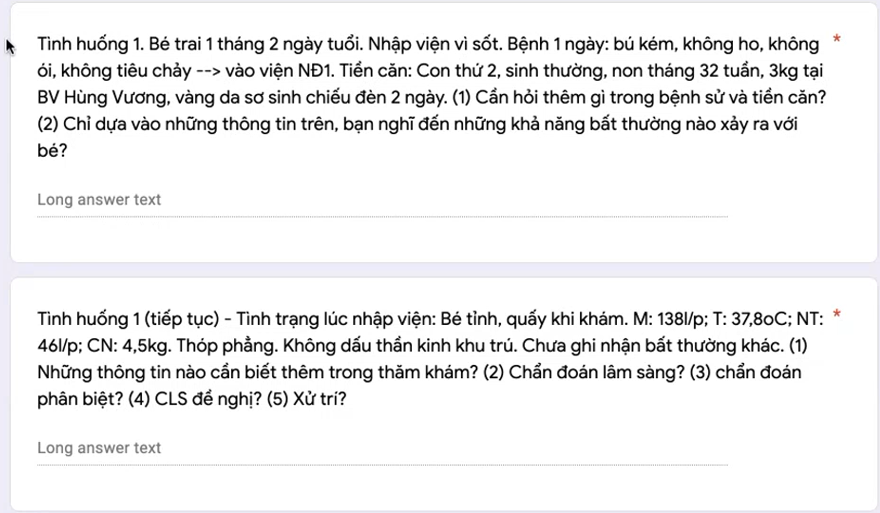 Tình huống 1. Bé trai 1 tháng 2 ngày tuổi. Nhập viện vì sốt. Bệnh 1 ngày: bú kém, không ho, không *
ói, không tiêu chảy --> vào viện NĐ1. Tiền căn: Con thứ 2, sinh thường, non tháng 32 tuần, 3kg tại
BV Hùng Vương, vàng da sơ sinh chiếu đèn 2 ngày. (1) Cần hỏi thêm gì trong bệnh sử và tiền căn?
(2) Chỉ dựa vào những thông tin trên, bạn nghĩ đến những khả năng bất thường nào xảy ra với
bé?
Long answer text
Tình huống 1 (tiếp tục) - Tình trạng lúc nhập viện: Bé tỉnh, quấy khi khám. M: 138l/p; T: 37,8oC; NT: *
46l/p; CN: 4,5kg. Thóp phẳng. Không dấu thần kinh khu trú. Chưa ghi nhận bất thường khác. (1)
Những thông tin nào cần biết thêm trong thăm khám? (2) Chẩn đoán lâm sàng? (3) chẩn đoán
phân biệt? (4) CLS đề nghị? (5) Xử trí?
Long answer text